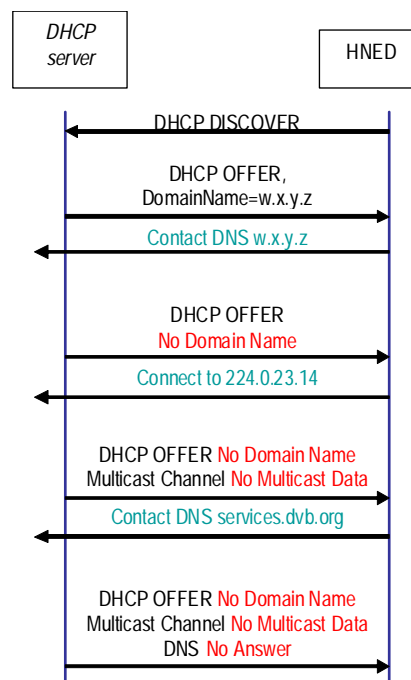 DHCP
server
HNED
DHCP DISCOVER
DHCP OFFER,
DomainName=w.x.y.z
Contact DNS w.x.y.z
DHCP OFFER
No Domain Name
Connect to 224.0.23.14
DHCP OFFER No Domain Name
Multicast Channel No Multicast Data
Contact DNS services.dvb.org
DHCP OFFER No Domain Name
Multicast Channel No Multicast Data
DNS No Answer